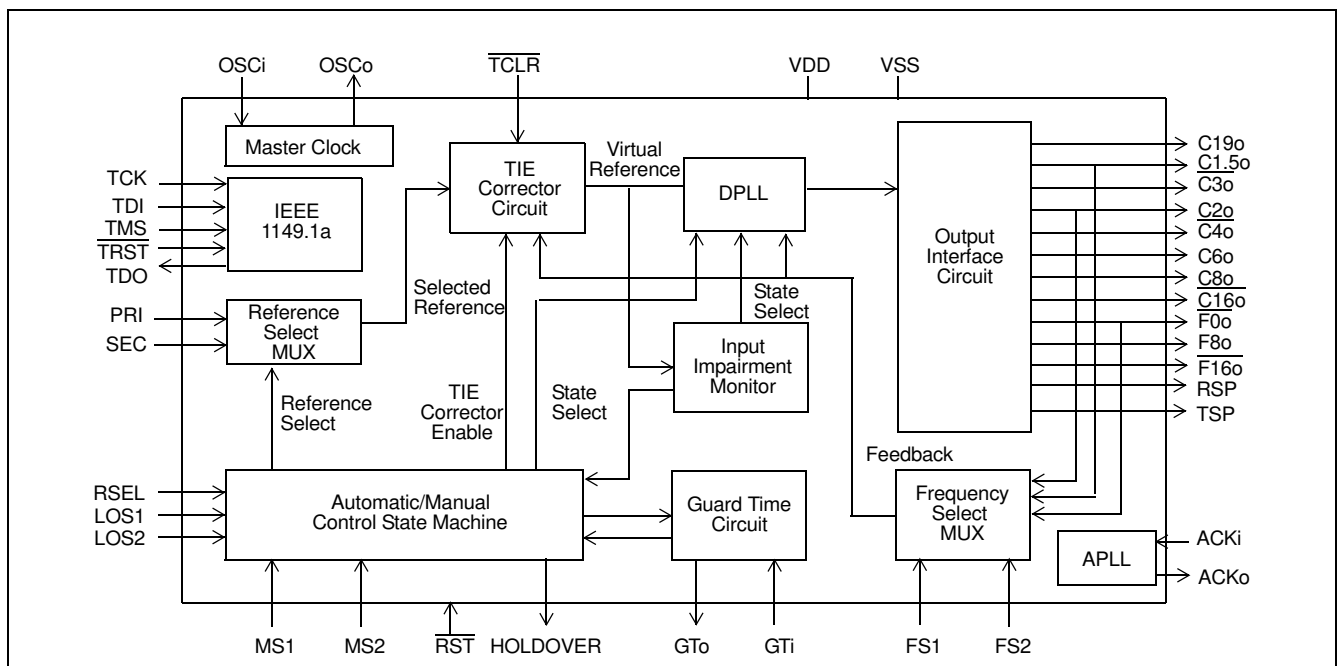 OSCi
OSCo
TCLR
VDD
VSS
Master Clock
TCK
TDI
TMS
TRST
TDO
IEEE
1149.1a
TIE
Corrector
Circuit
Virtual
Reference
DPLL
Output
Interface
Circuit
C19o
C1.5o
C3o
C2o
C4o
C6o
C8o
C16o
F0o
F8o
F16o
RSP
TSP
PRI
SEC
Reference
Select
MUX
Selected
Reference
State
Select
Input
Impairment
Monitor
Reference
Select
TIE
Corrector
Enable
State
Select
Feedback
RSEL
LOS1
LOS2
Automatic/Manual
Control State Machine
Guard Time
Circuit
Frequency
Select
MUX
APLL
ACKi
ACKo
MS1
MS2
RST
HOLDOVER
GTo
GTi
FS1
FS2